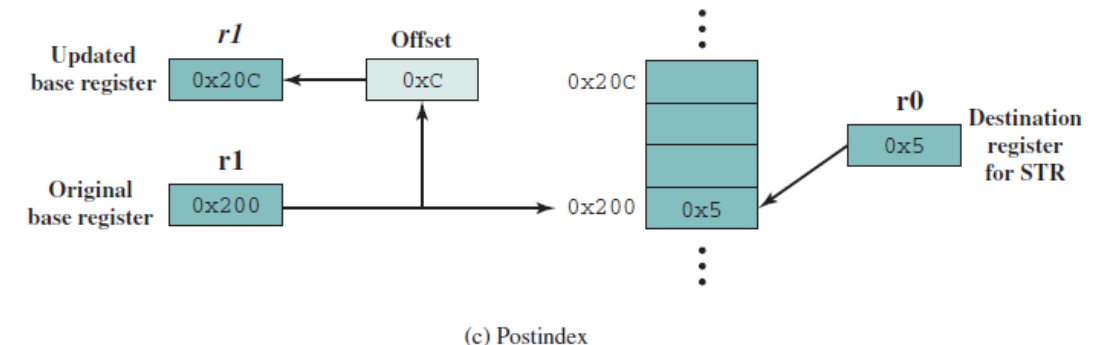 r1
Offset
Updated
base register
0x20C
0xC
0x20C
r0
Destination
register
for STR
0x5
r1
Original
base register
0x200
0x200
0x5
(c) Postindex